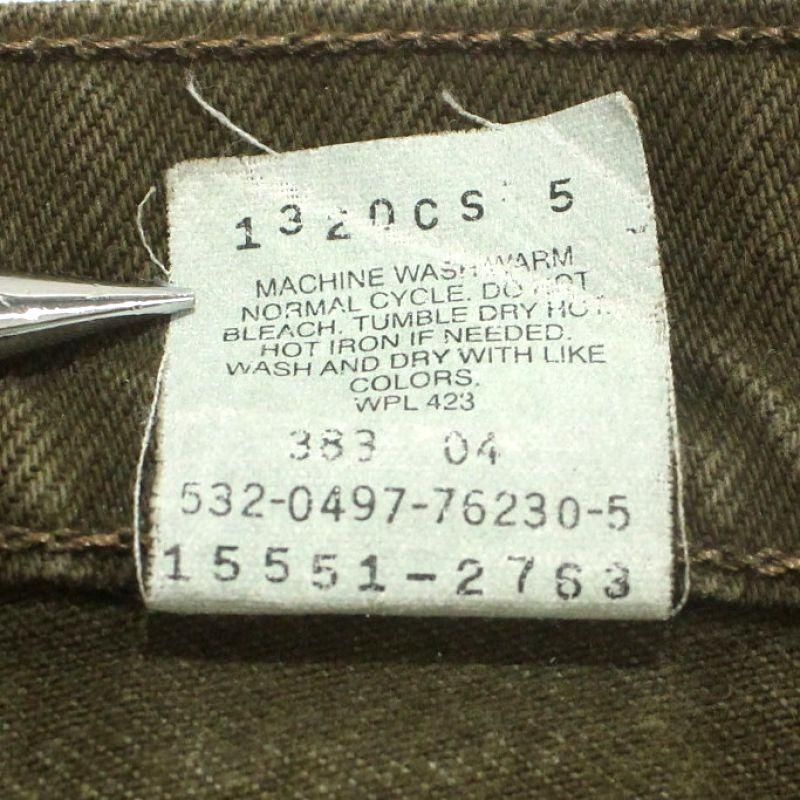 1320CS 5
MACHINE WASH WARM
NORMAL CYCLE. DO NOT
BLEACH. TUMBLE DRY HOT.
HOT IRON IF NEEDED.
WASH AND DRY WITH LIKE
COLORS.
WPL 423
383 04
532-0497-76230-5
15551-2763